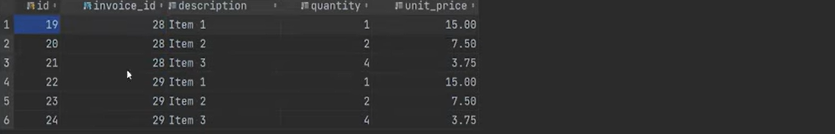 id invoice_id description quantity unit_price
1 19 28 Item 1 1 15.00
2 20 28 Item 2 2 7.50
3 21 28 Item 3 4 3.75
4 22 29 Item 1 1 15.00
5 23 29 Item 2 2 7.50
6 24 29 Item 3 4 3.75